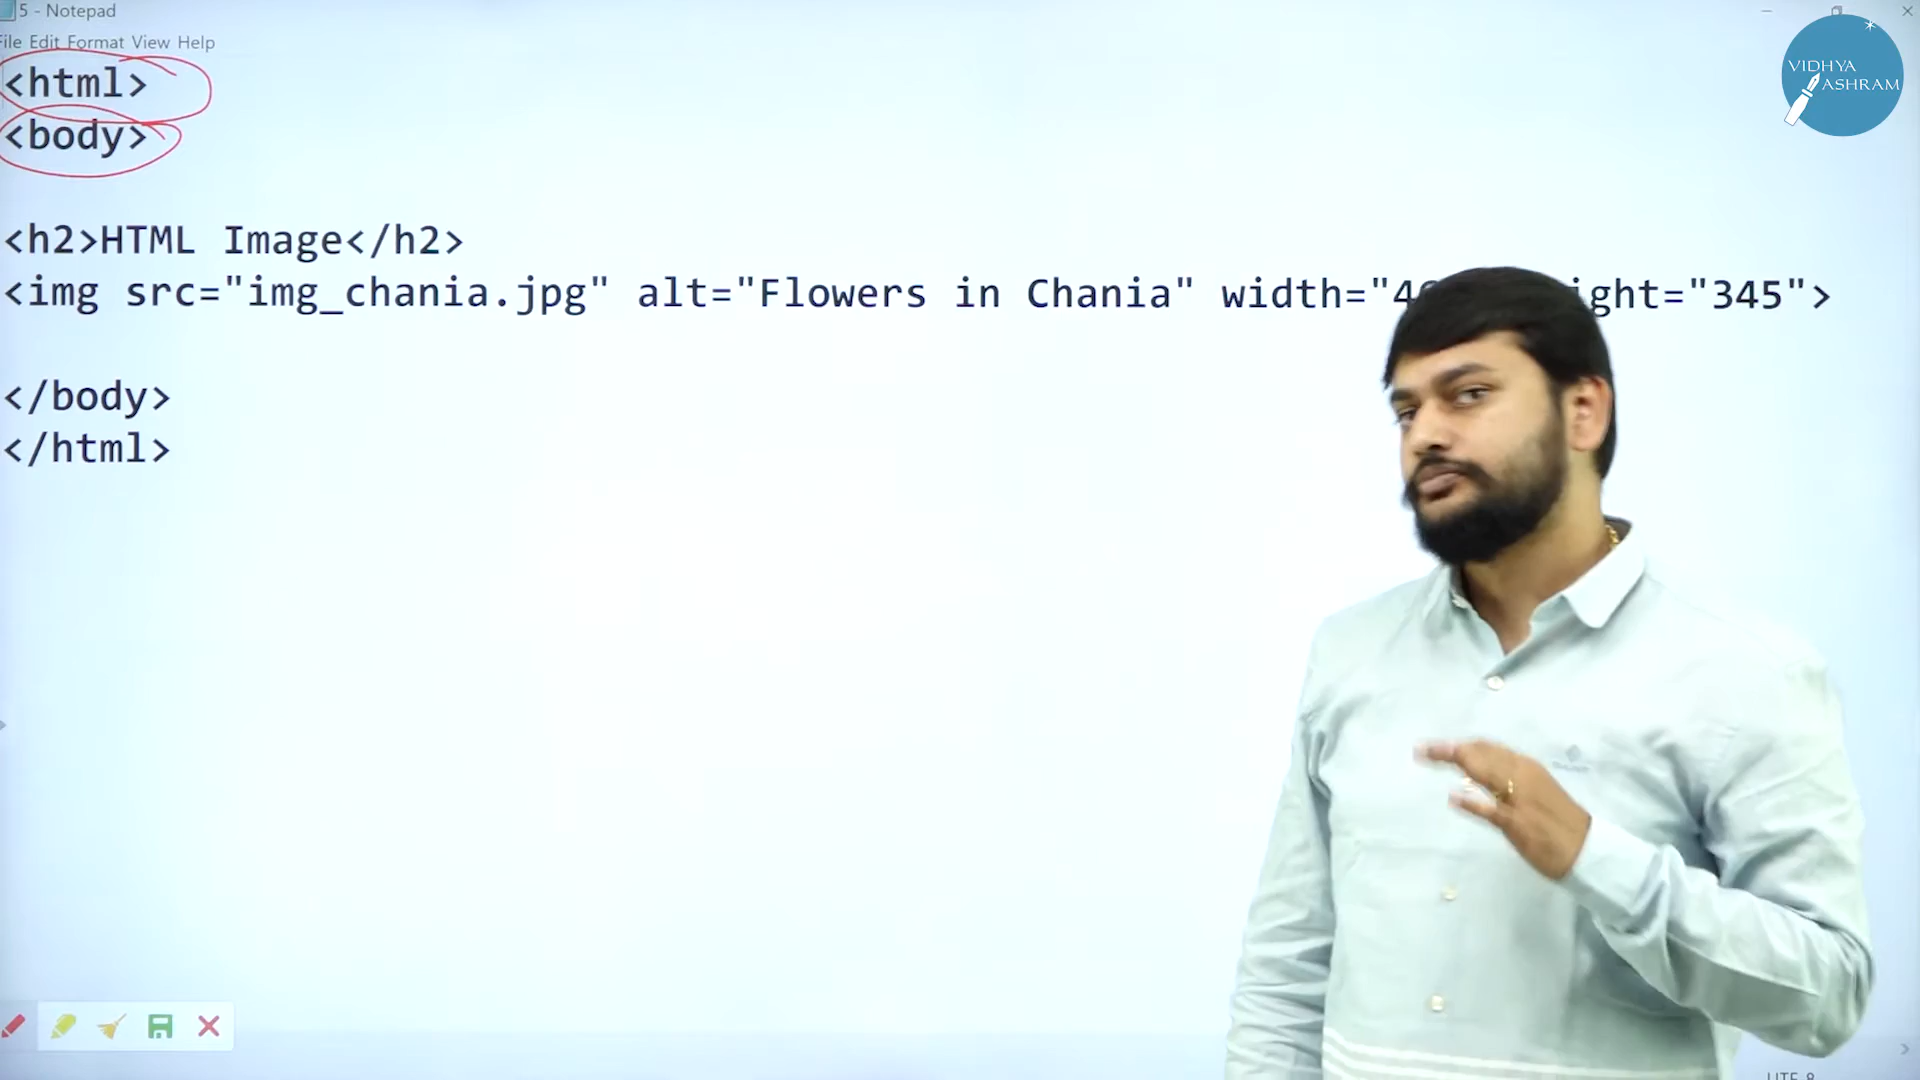 5 - Notepad
File Edit Format View Help
VIDHYA
ASHRAM
<html>
<body>
<h2>HTML Image</h2>
<img src="img_chania.jpg" alt="Flowers in Chania" width="4 ight="345">
</body>
</html>